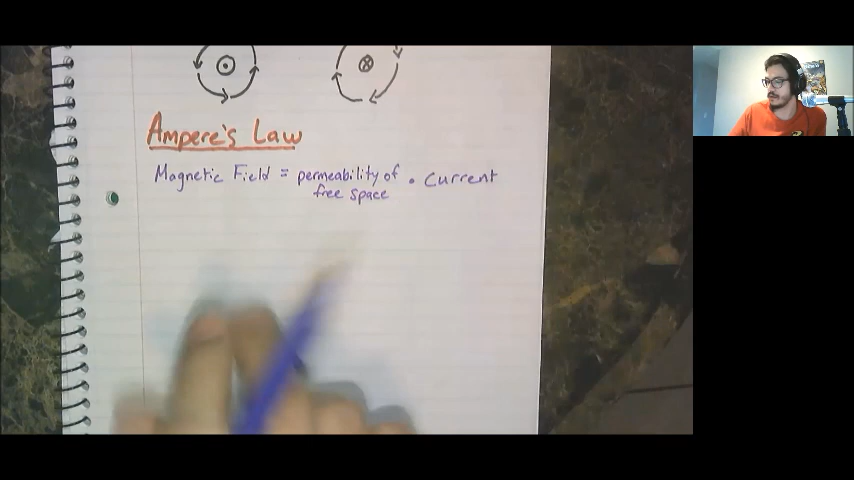 Ampere's Law
Magnetic Field = permeability of • Current
free space